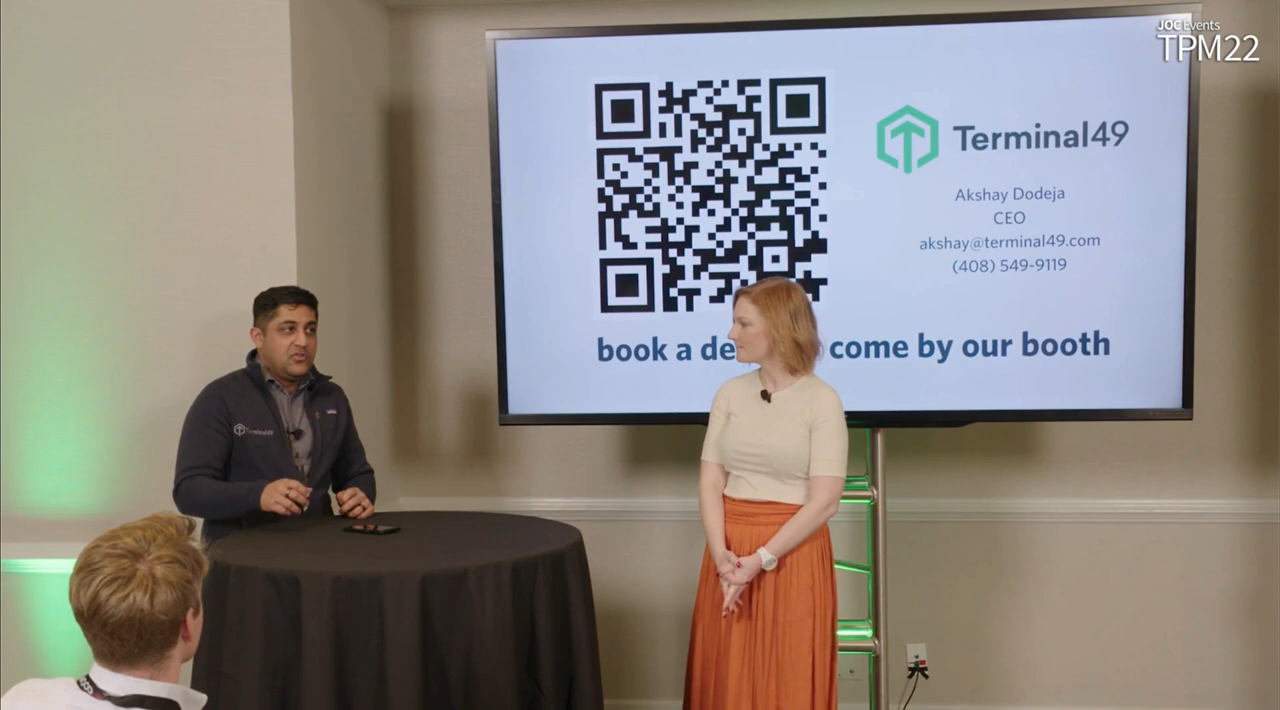 JOC Events
TPM22
Terminal49
Akshay Dodeja
CEO
akshay@terminal49.com
(408) 549-9119
book a de
come by our booth
Terminal49